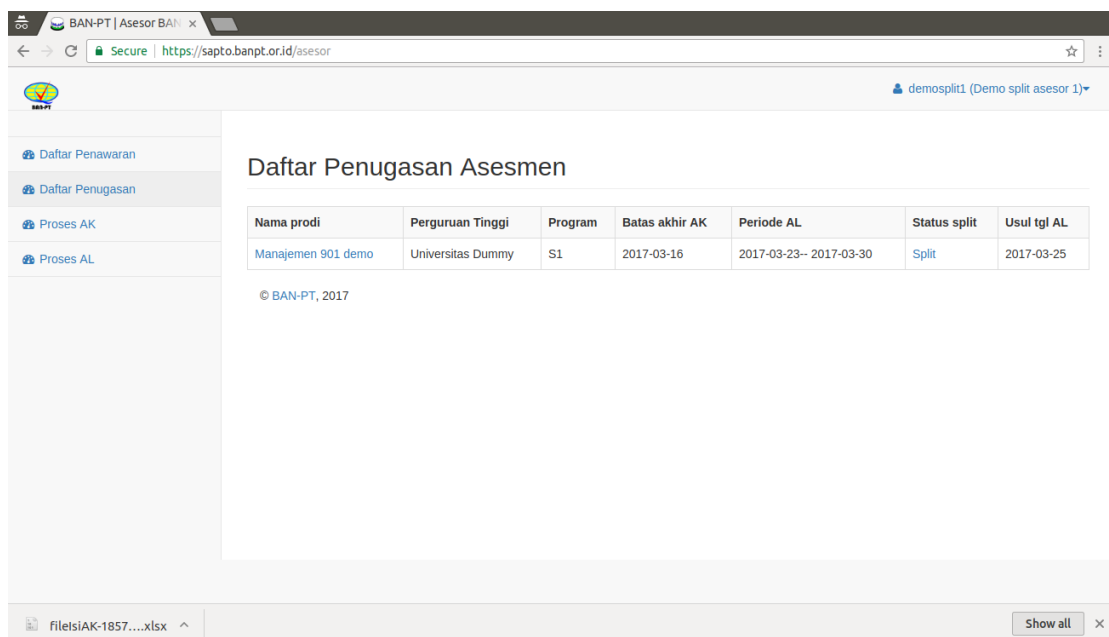 BAN-PT | Asesor BAN
Secure | https://sapto.banpt.or.id/asesor
BAN-PT
demosplit1 (Demo split asesor 1)
Daftar Penawaran
Daftar Penugasan
Proses AK
Proses AL
Daftar Penugasan Asesmen
Nama prodi Perguruan Tinggi Program Batas akhir AK Periode AL Status split Usul tgl AL
Manajemen 901 demo Universitas Dummy S1 2017-03-16 2017-03-23-- 2017-03-30 Split 2017-03-25
© BAN-PT, 2017
fileIsiAK-1857....xlsx
Show all